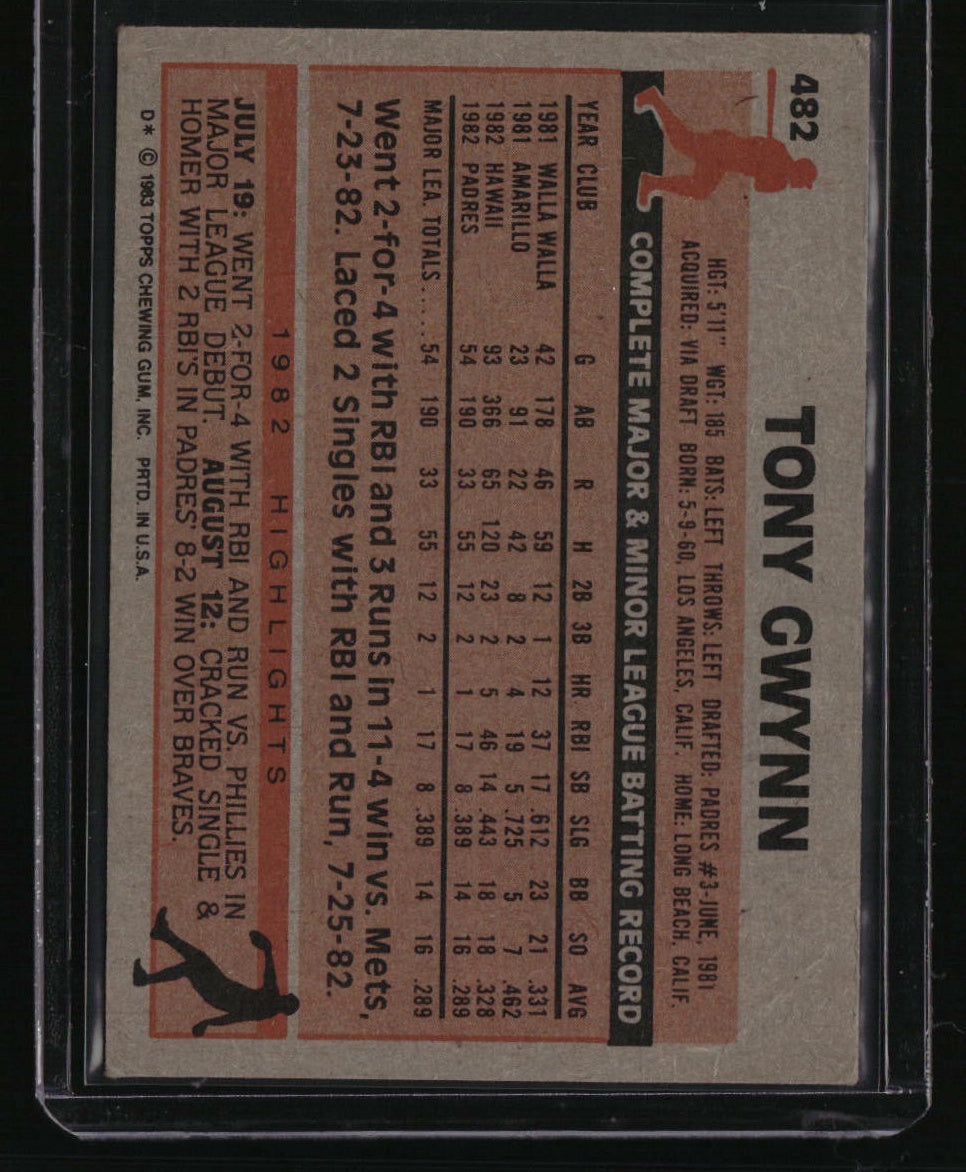 482
TONY GWYNN
HGT: 5'11" WGT: 185 BATS: LEFT THROWS: LEFT DRAFTED: PADRES #3-JUNE, 1981
ACQUIRED: VIA DRAFT BORN: 5-9-60, LOS ANGELES, CALIF. HOME: LONG BEACH, CALIF.
COMPLETE MAJOR & MINOR LEAGUE BATTING RECORD
YEAR CLUB G AB R H 2B 3B HR RBI SB SLG BB SO AVG
1981 WALLA WALLA 42 178 46 59 12 1 12 37 17 .612 23 21 .331
1981 AMARILLO 23 91 22 42 8 2 4 19 5 .725 5 7 .462
1982 HAWAII 93 366 65 120 23 2 5 46 14 .443 18 18 .328
1982 PADRES 54 190 33 55 12 2 1 17 8 .389 14 16 .289
MAJOR LEA. TOTALS..... 54 190 33 55 12 2 1 17 8 .389 14 16 .289
Went 2-for-4 with RBI and 3 Runs in 11-4 win vs. Mets,
7-23-82. Laced 2 Singles with RBI and Run, 7-25-82.
1982 HIGHLIGHTS
JULY 19: WENT 2-FOR-4 WITH RBI AND RUN VS. PHILLIES IN
MAJOR LEAGUE DEBUT. AUGUST 12: CRACKED SINGLE &
HOMER WITH 2 RBI'S IN PADRES' 8-2 WIN OVER BRAVES.
D* © 1983 TOPPS CHEWING GUM, INC. PRTD. IN U.S.A.